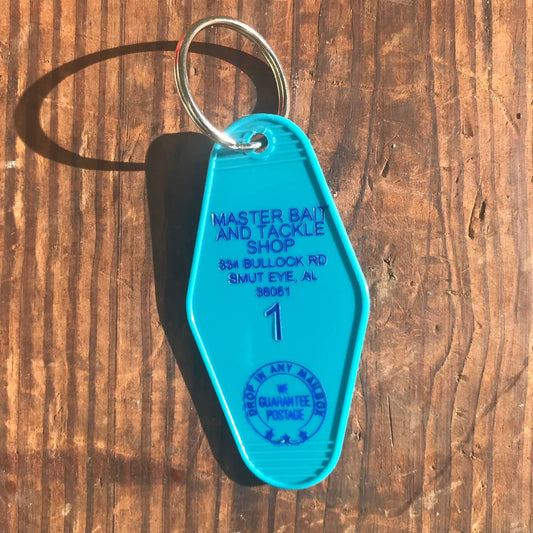 MASTER BAIT
AND TACKLE
SHOP
334 BULLOCK RD
SMUT EYE, AL
36061
1
DROP IN ANY MAILBOX
WE
GUARANTEE
POSTAGE